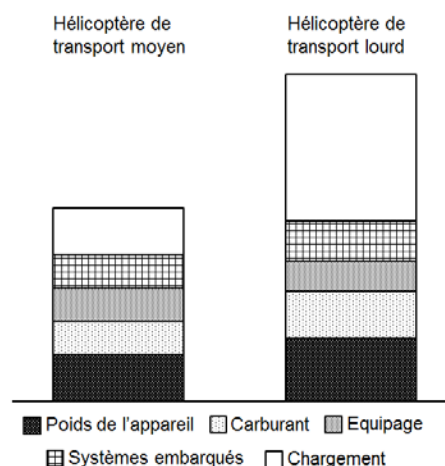 Hélicoptère de
transport moyen
Hélicoptère de
transport lourd
Poids de l'appareil
Carburant
Equipage
Systèmes embarqués
Chargement